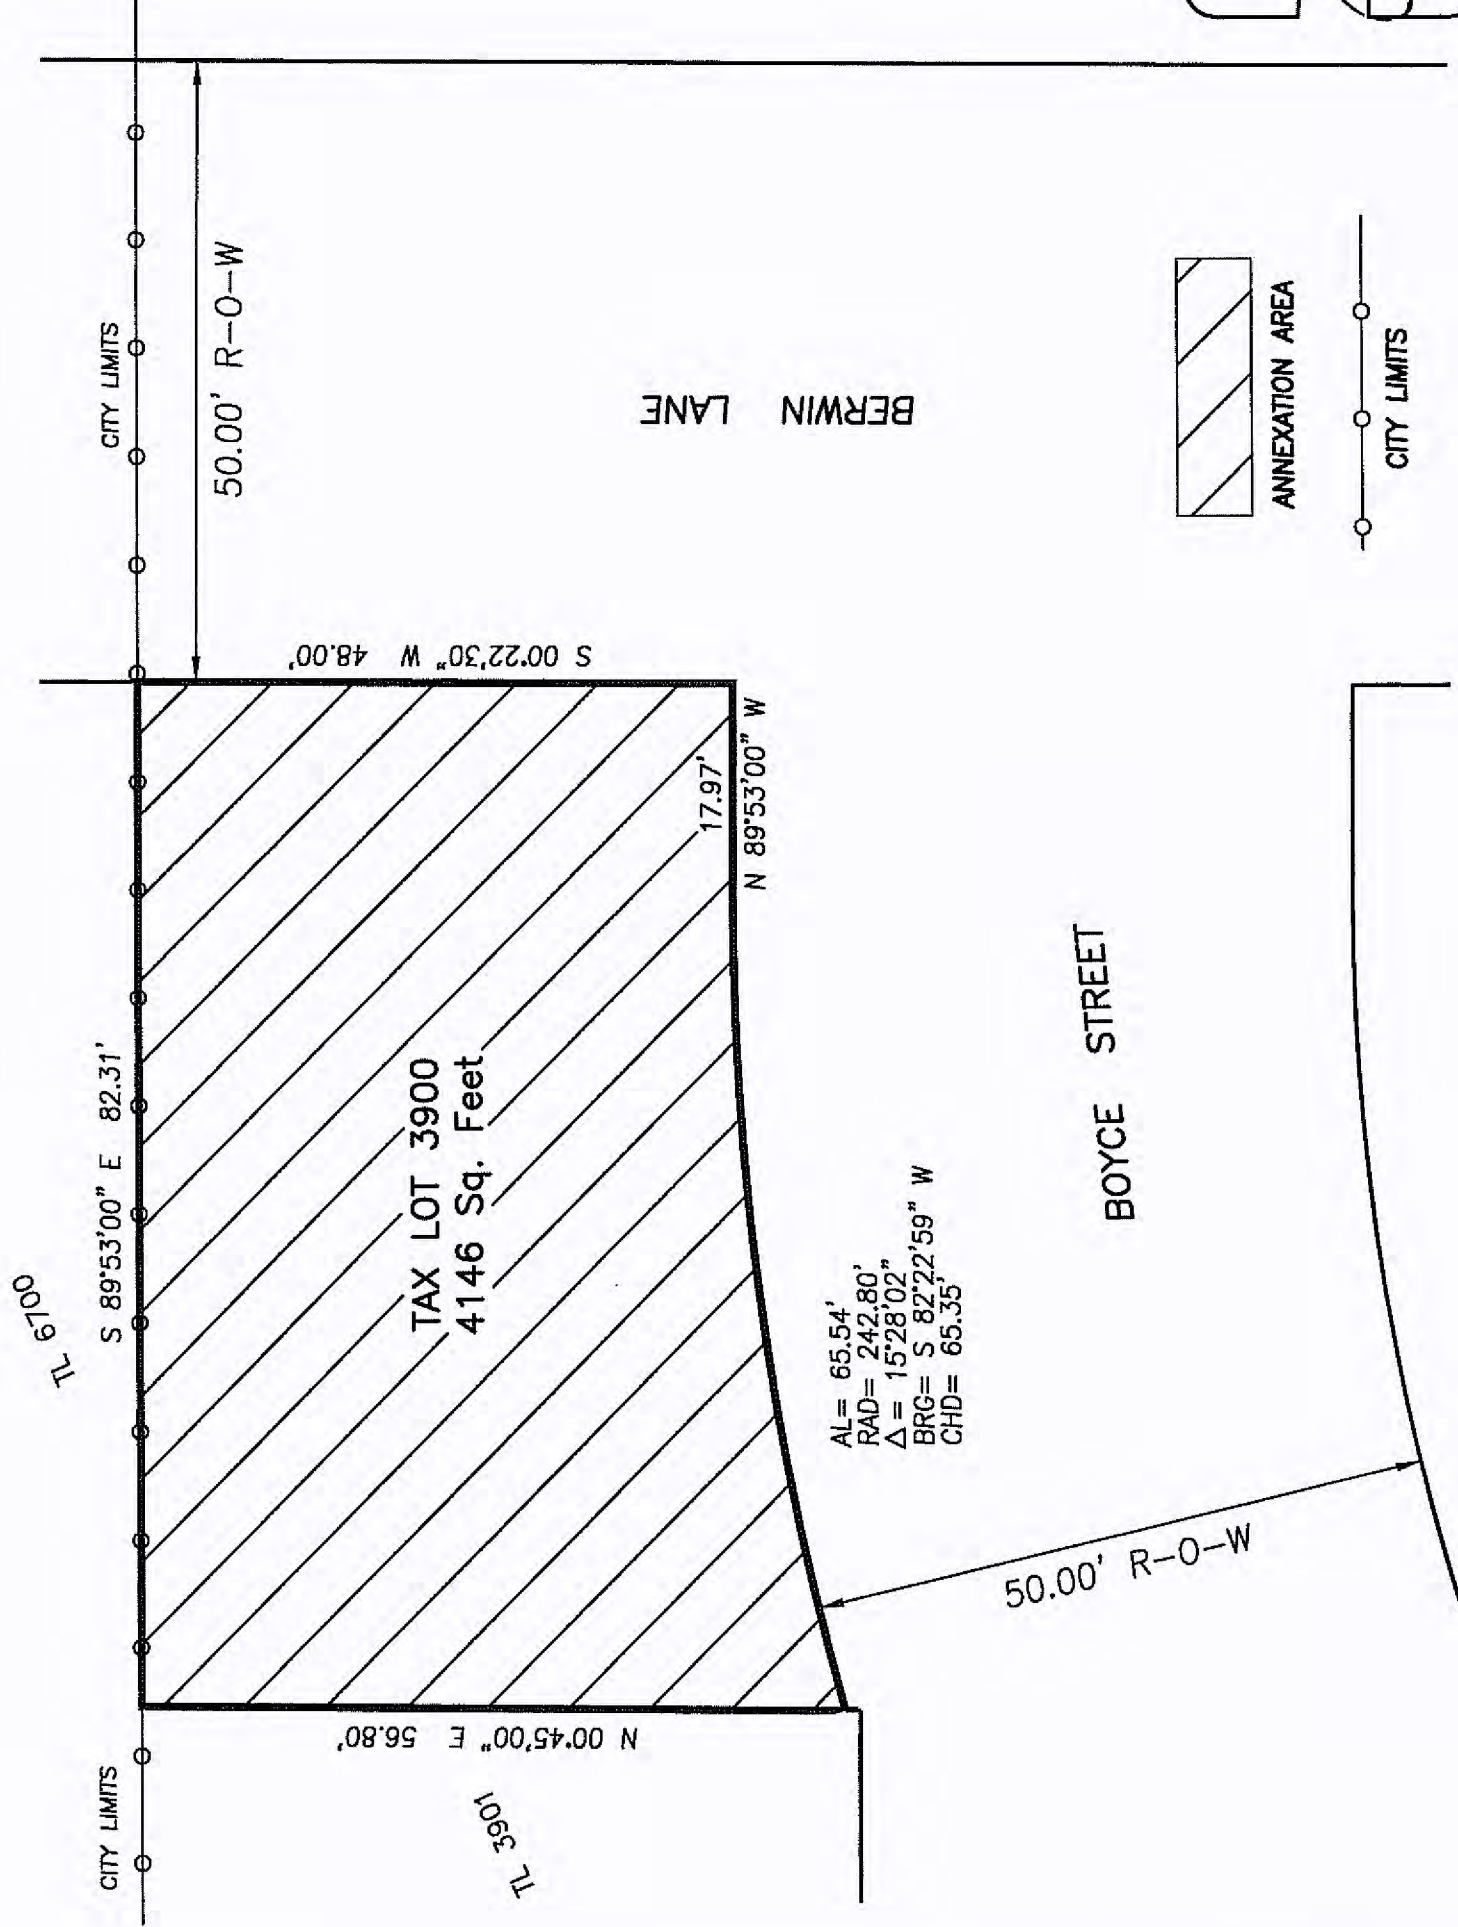 TL 6700
CITY LIMITS
S 89°53'00" E 82.31'
CITY LIMITS
50.00' R-O-W
N 00°45'00" E 56.80'
TL 3901
TAX LOT 3900
4146 Sq. Feet
S 00°22'30" W 48.00'
17.97'
N 89°53'00" W
BERWIN LANE
AL= 65.54'
RAD= 242.80'
Δ = 15°28'02"
BRG= S 82°22'59" W
CHD= 65.35'
50.00' R-O-W
BOYCE STREET
ANNEXATION AREA
CITY LIMITS